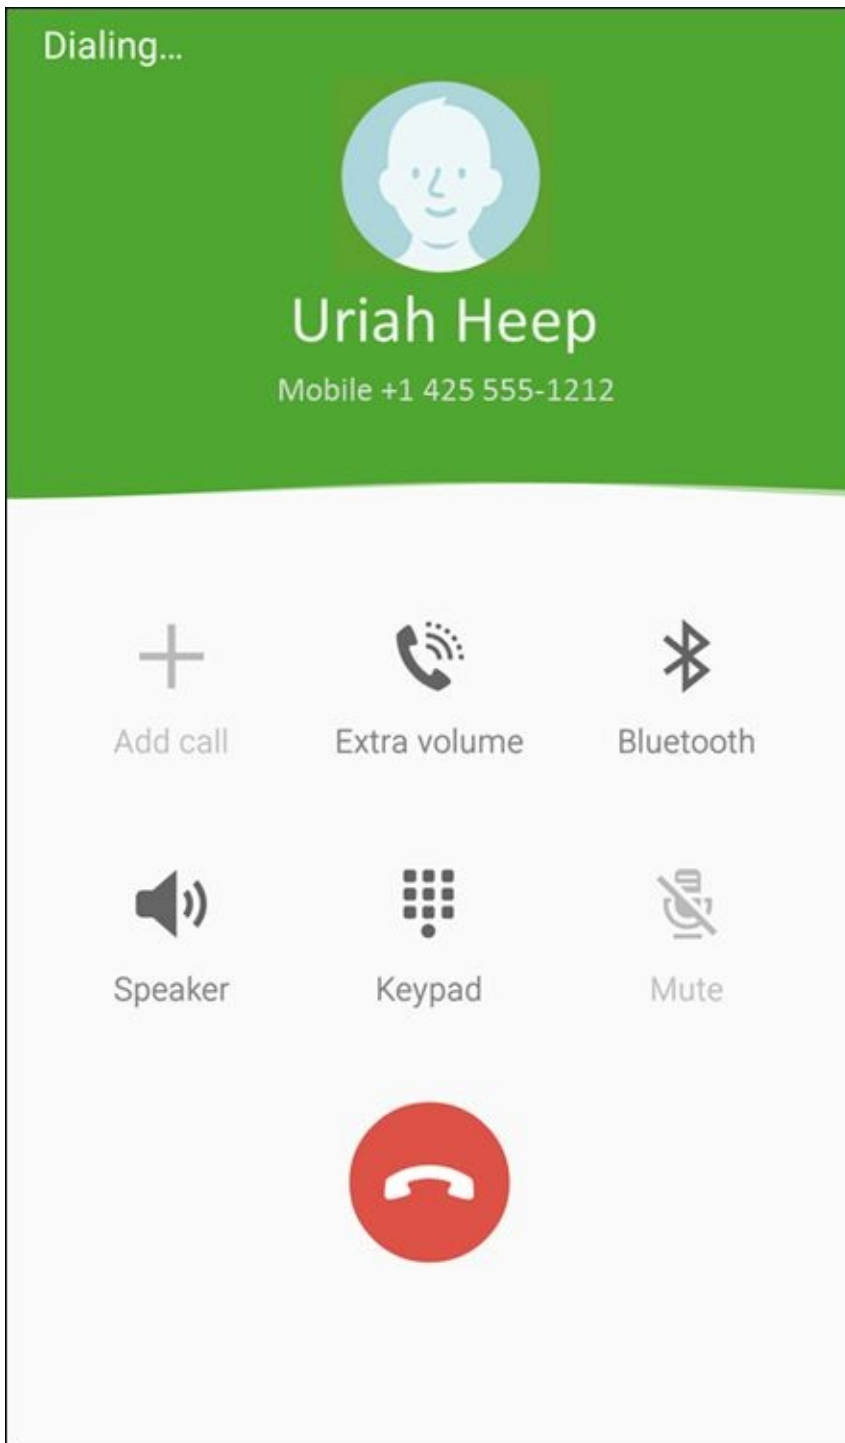 Dialing...
Uriah Heep
Mobile +1 425 555-1212
Add call
Extra volume
Bluetooth
Speaker
Keypad
Mute